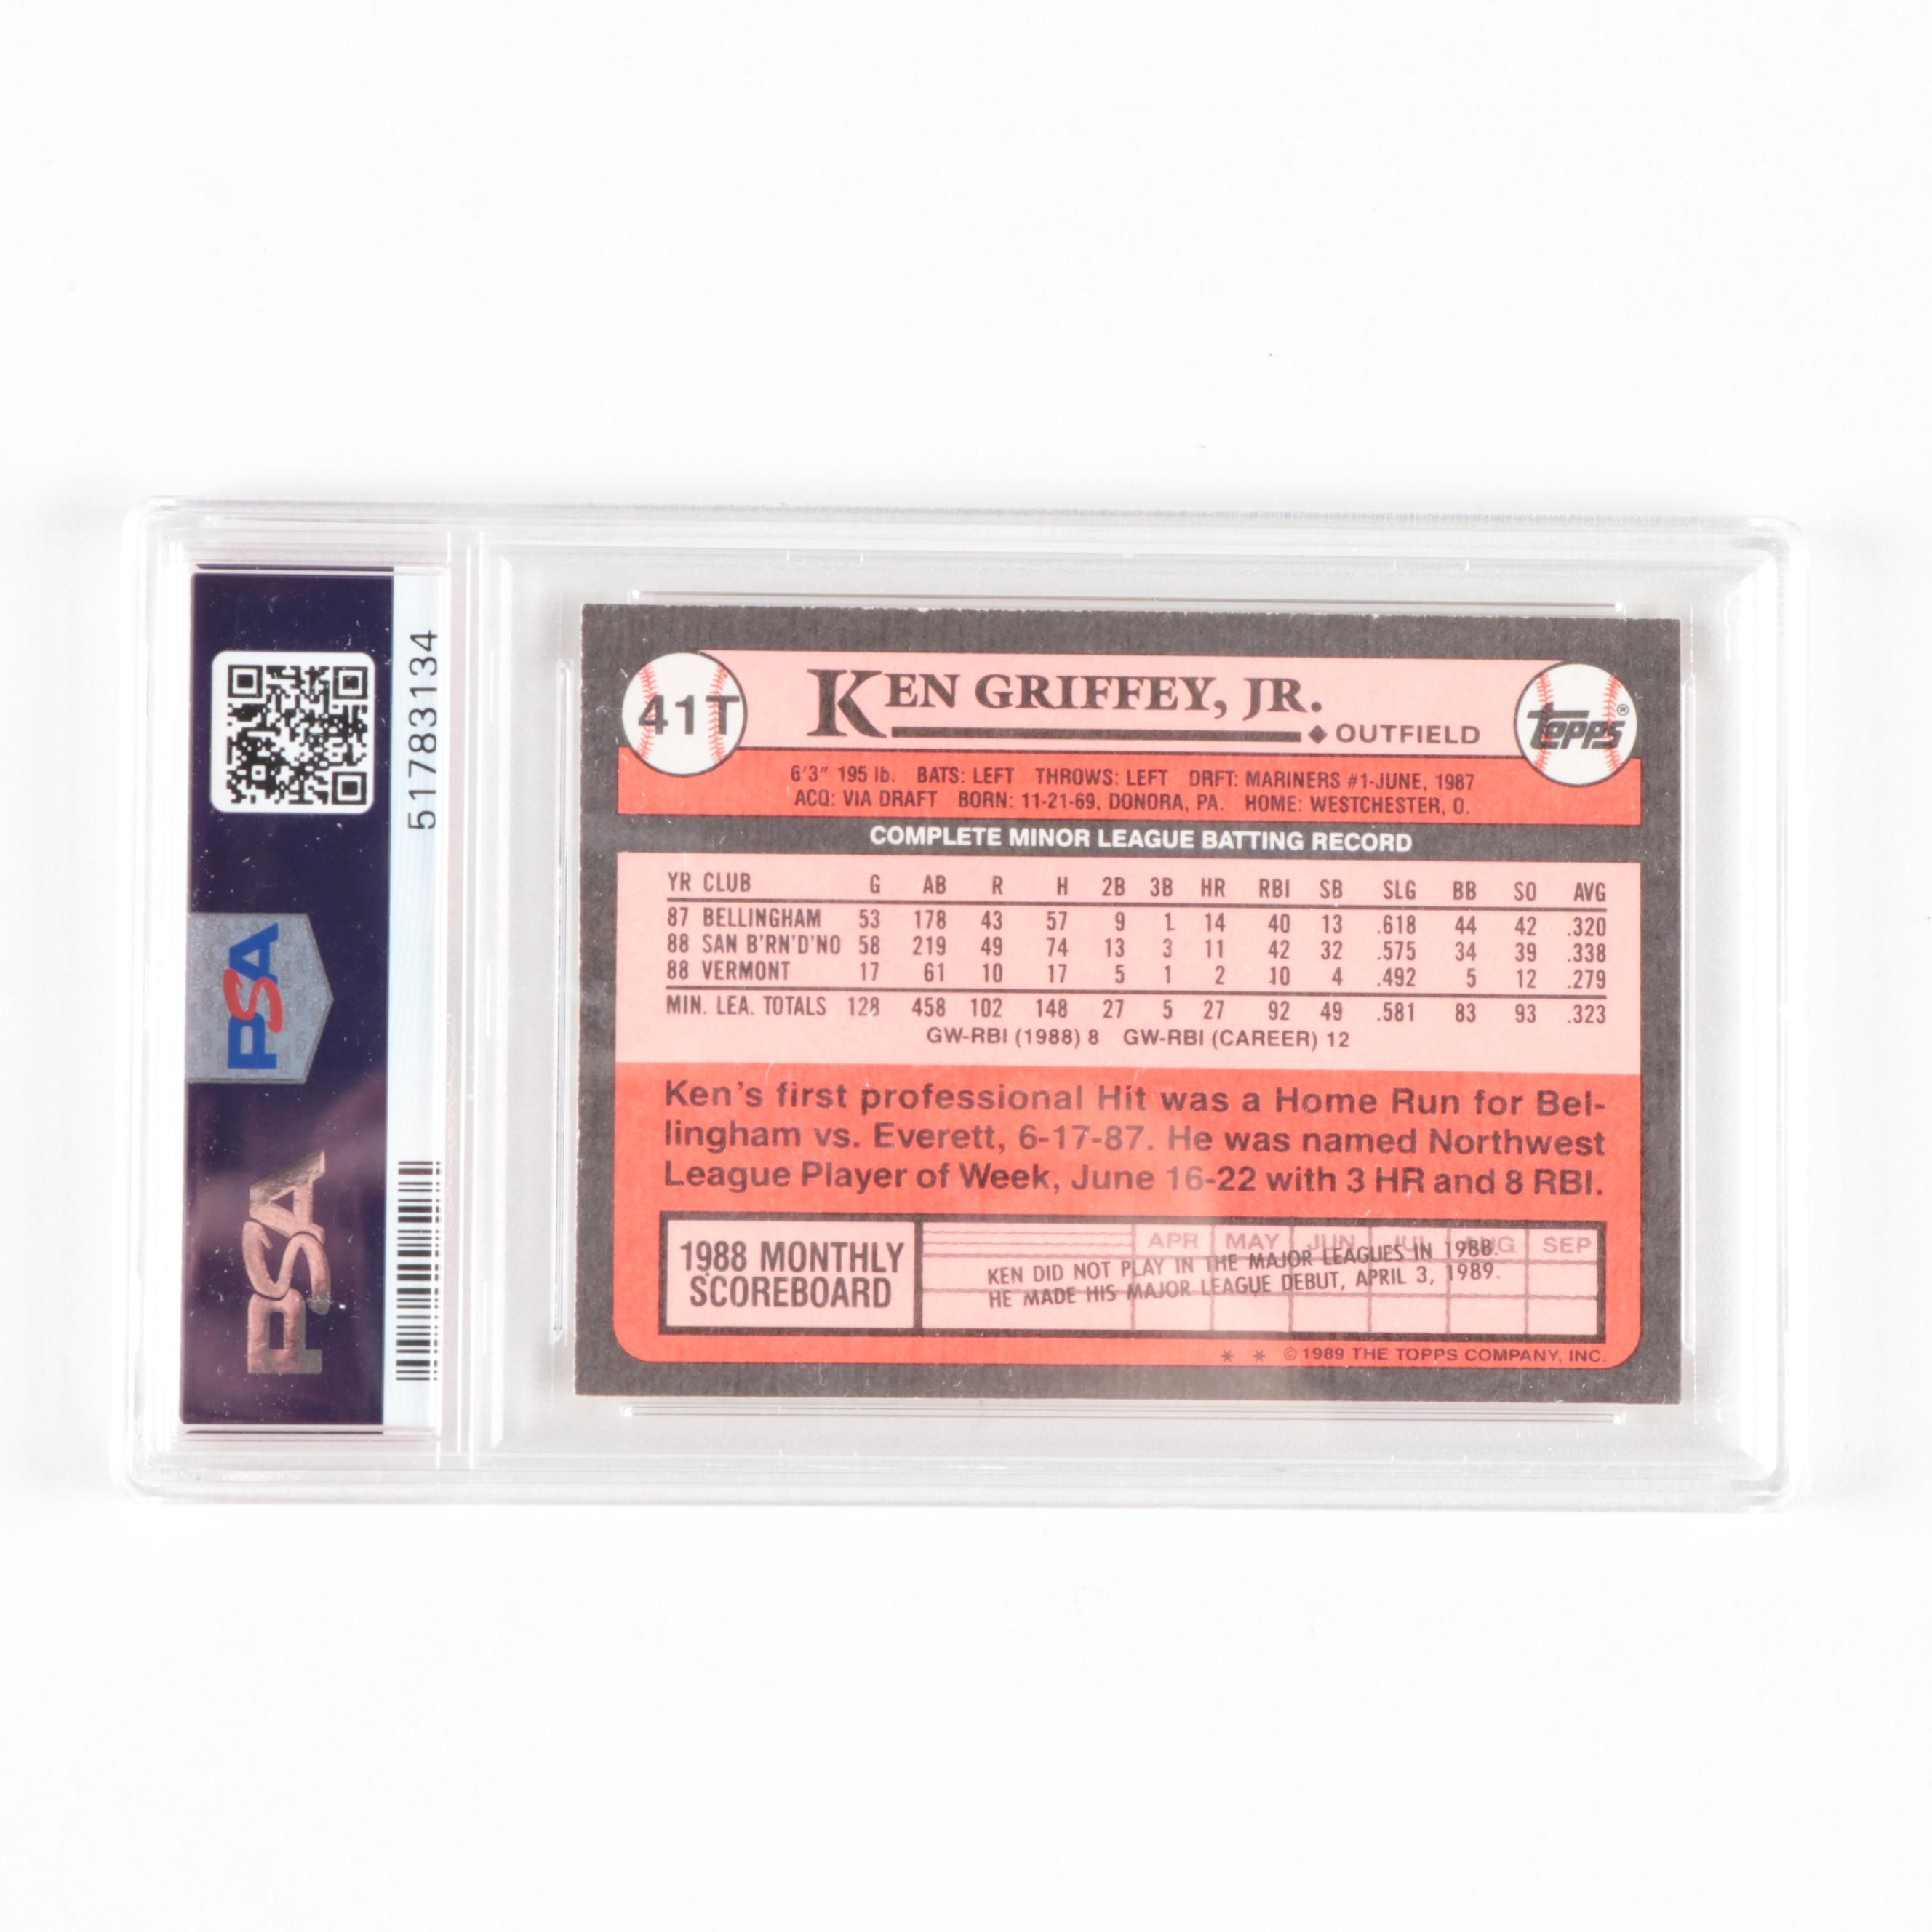 51783134
PSA
PSA
41T
KEN GRIFFEY, JR.
◆ OUTFIELD
TOPPS®
6'3" 195 lb. BATS: LEFT THROWS: LEFT DRFT: MARINERS #1-JUNE, 1987
ACQ: VIA DRAFT BORN: 11-21-69, DONORA, PA. HOME: WESTCHESTER, O.
COMPLETE MINOR LEAGUE BATTING RECORD
YR CLUB G AB R H 2B 3B HR RBI SB SLG BB SO AVG
87 BELLINGHAM 53 178 43 57 9 1 14 40 13 .618 44 42 .320
88 SAN B'RN'D'NO 58 219 49 74 13 3 11 42 32 .575 34 39 .338
88 VERMONT 17 61 10 17 5 1 2 10 4 .492 5 12 .279
MIN. LEA. TOTALS 128 458 102 148 27 5 27 92 49 .581 83 93 .323
GW-RBI (1988) 8 GW-RBI (CAREER) 12
Ken's first professional Hit was a Home Run for Bel-
lingham vs. Everett, 6-17-87. He was named Northwest
League Player of Week, June 16-22 with 3 HR and 8 RBI.
1988 MONTHLY
SCOREBOARD
APR MAY JUN JUL AUG SEP
KEN DID NOT PLAY IN THE MAJOR LEAGUES IN 1988.
HE MADE HIS MAJOR LEAGUE DEBUT, APRIL 3, 1989.
* * © 1989 THE TOPPS COMPANY, INC.